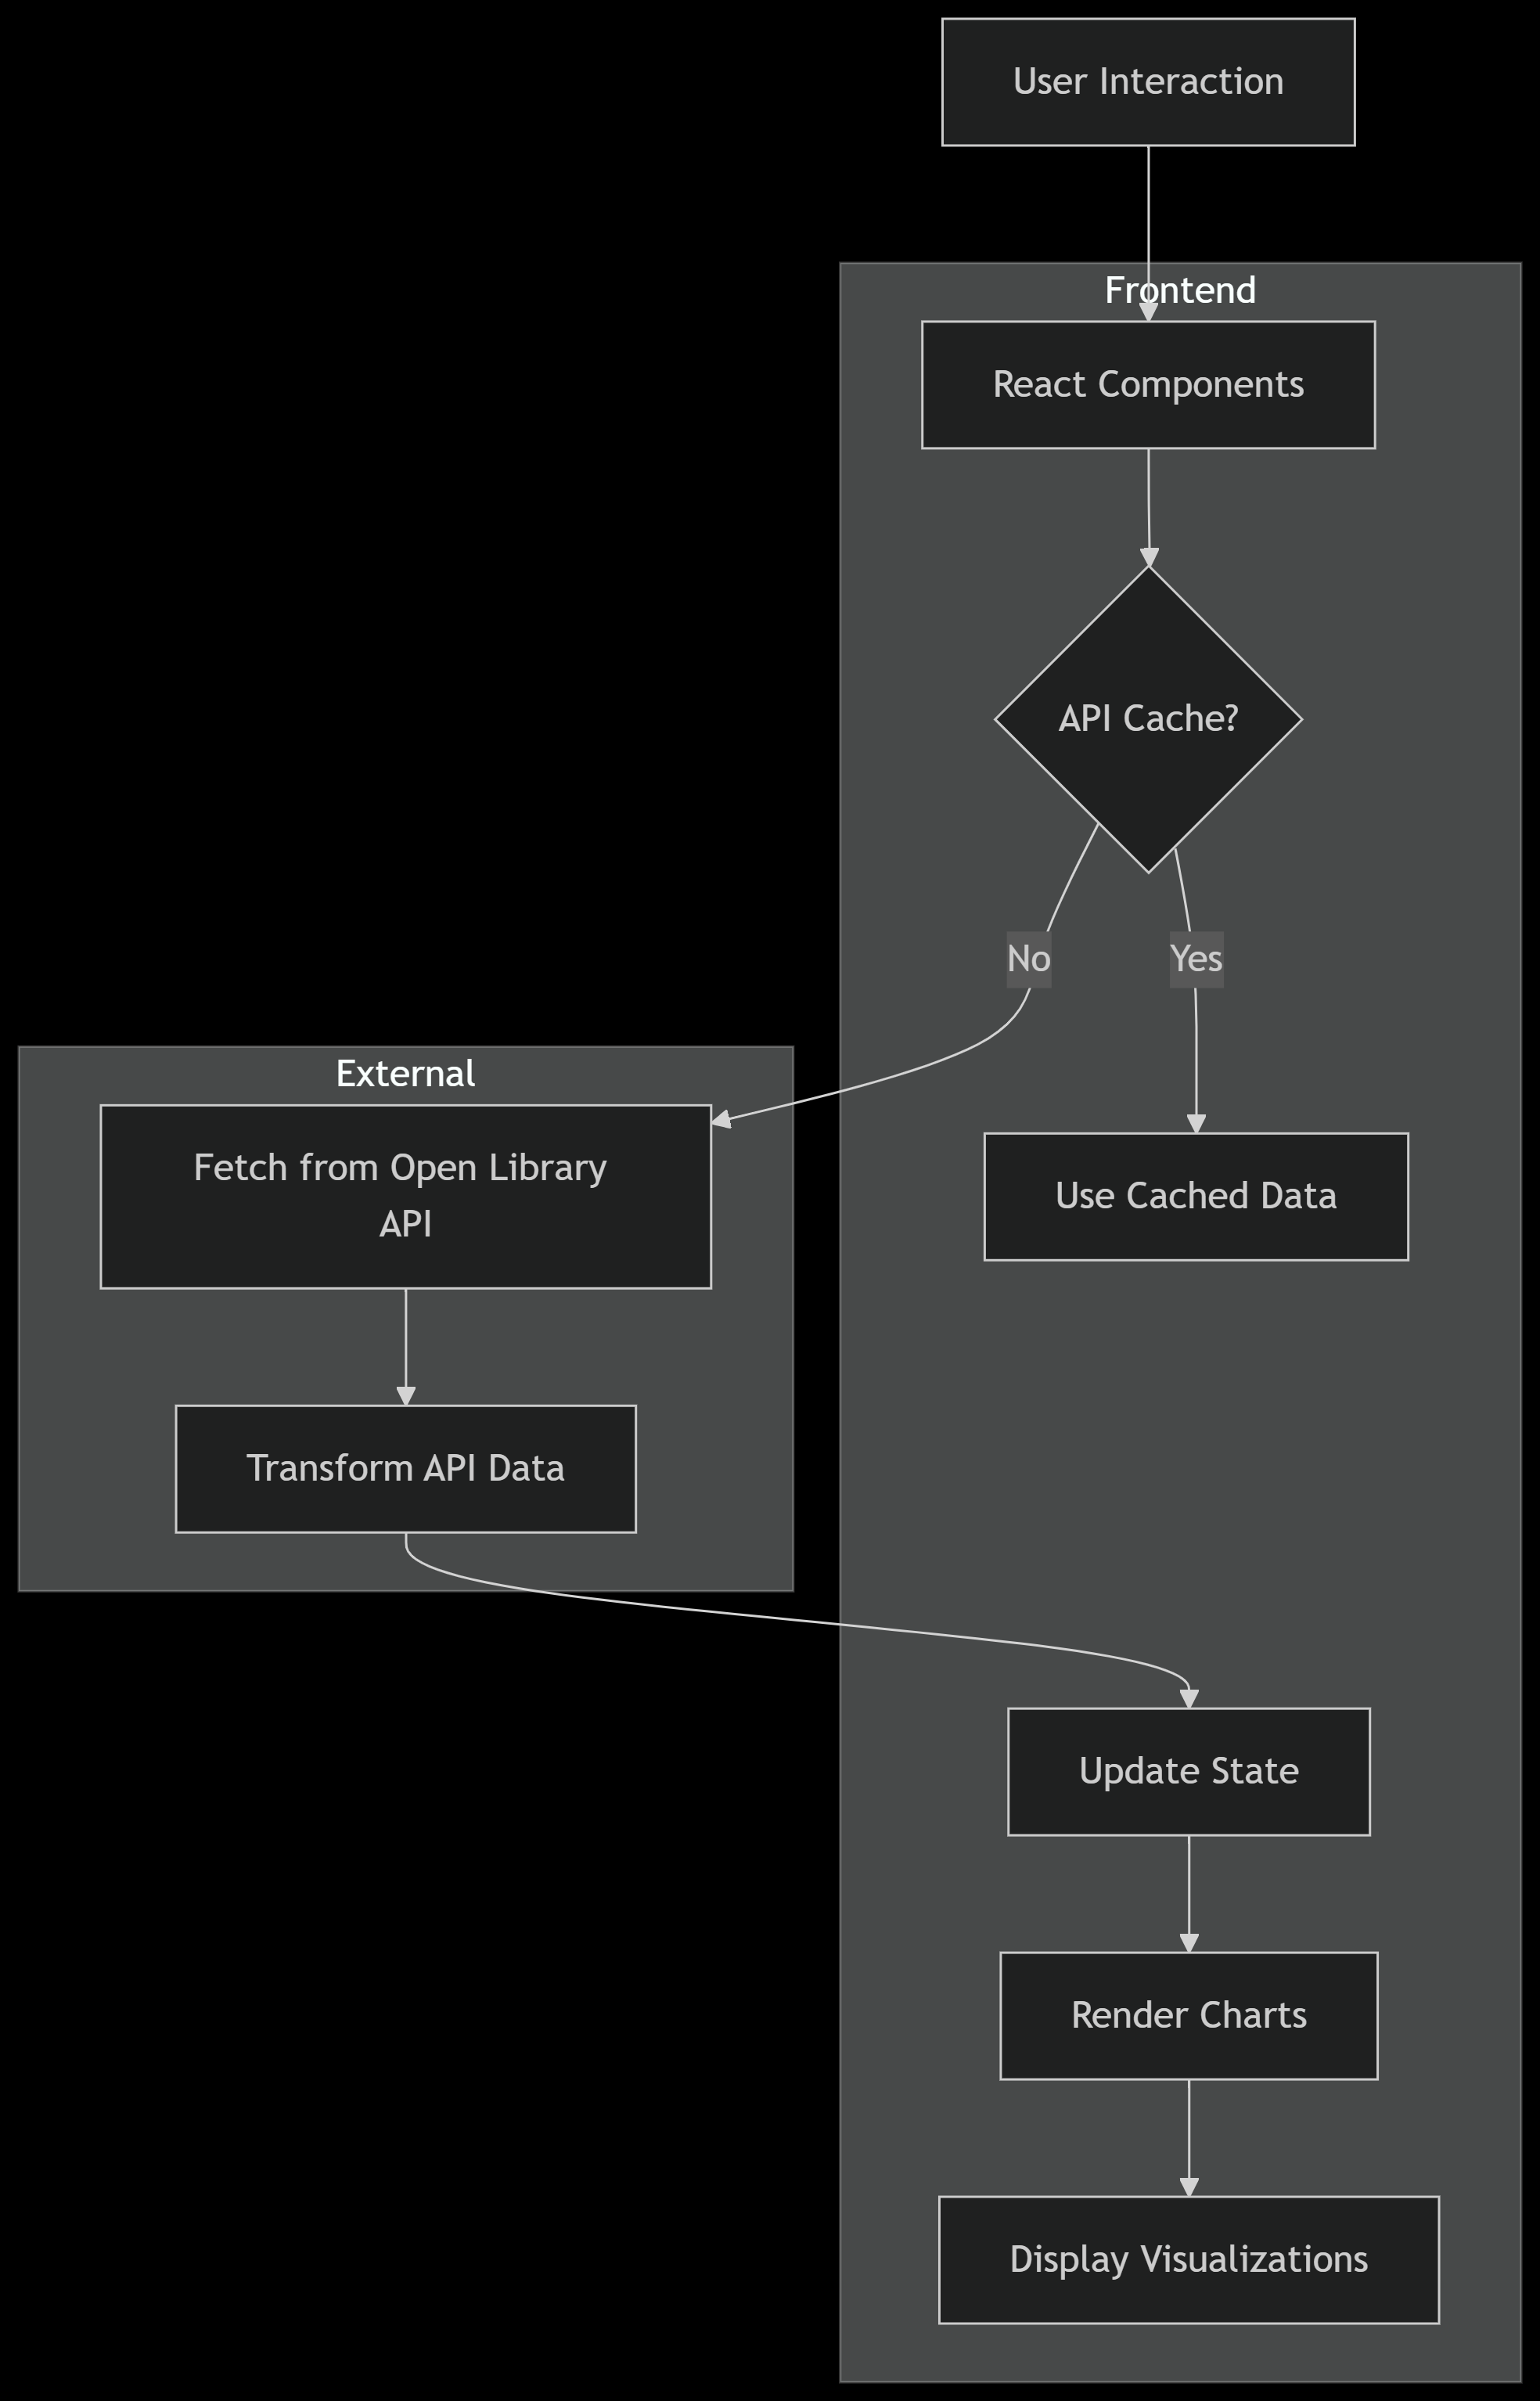 User Interaction
Frontend
React Components
API Cache?
No
Yes
External
Fetch from Open Library
API
Use Cached Data
Transform API Data
Update State
Render Charts
Display Visualizations